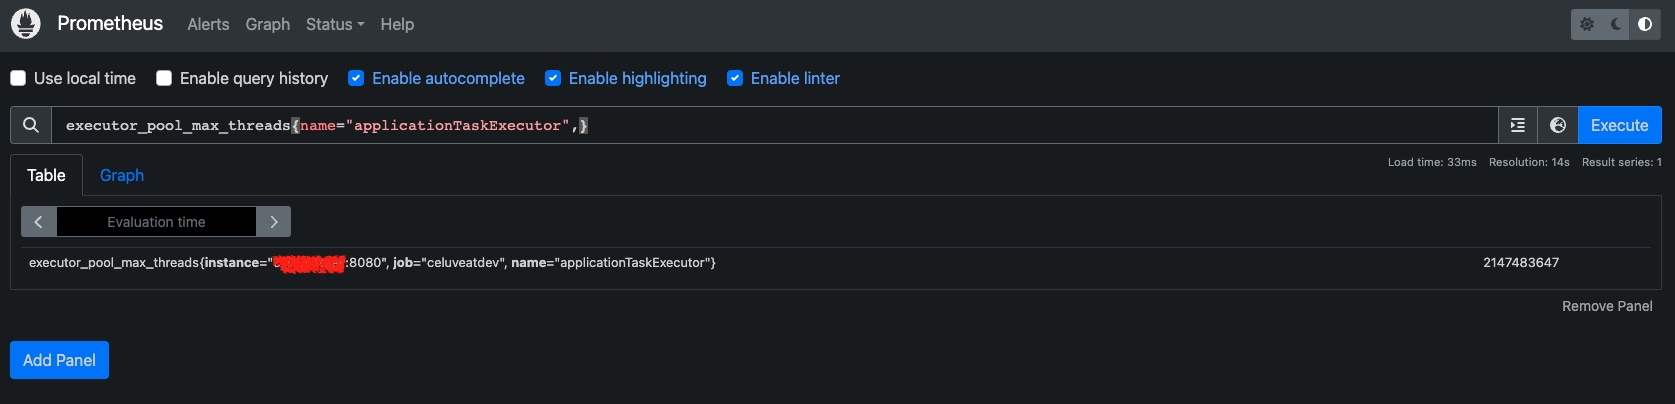 Prometheus Alerts Graph Status Help
Use local time Enable query history Enable autocomplete Enable highlighting Enable linter
executor_pool_max_threads{name="applicationTaskExecutor",} Execute
Load time: 33ms Resolution: 14s Result series: 1
Table Graph
Evaluation time
executor_pool_max_threads{instance=" :8080", job="celuveatdev", name="applicationTaskExecutor"} 2147483647
Remove Panel
Add Panel